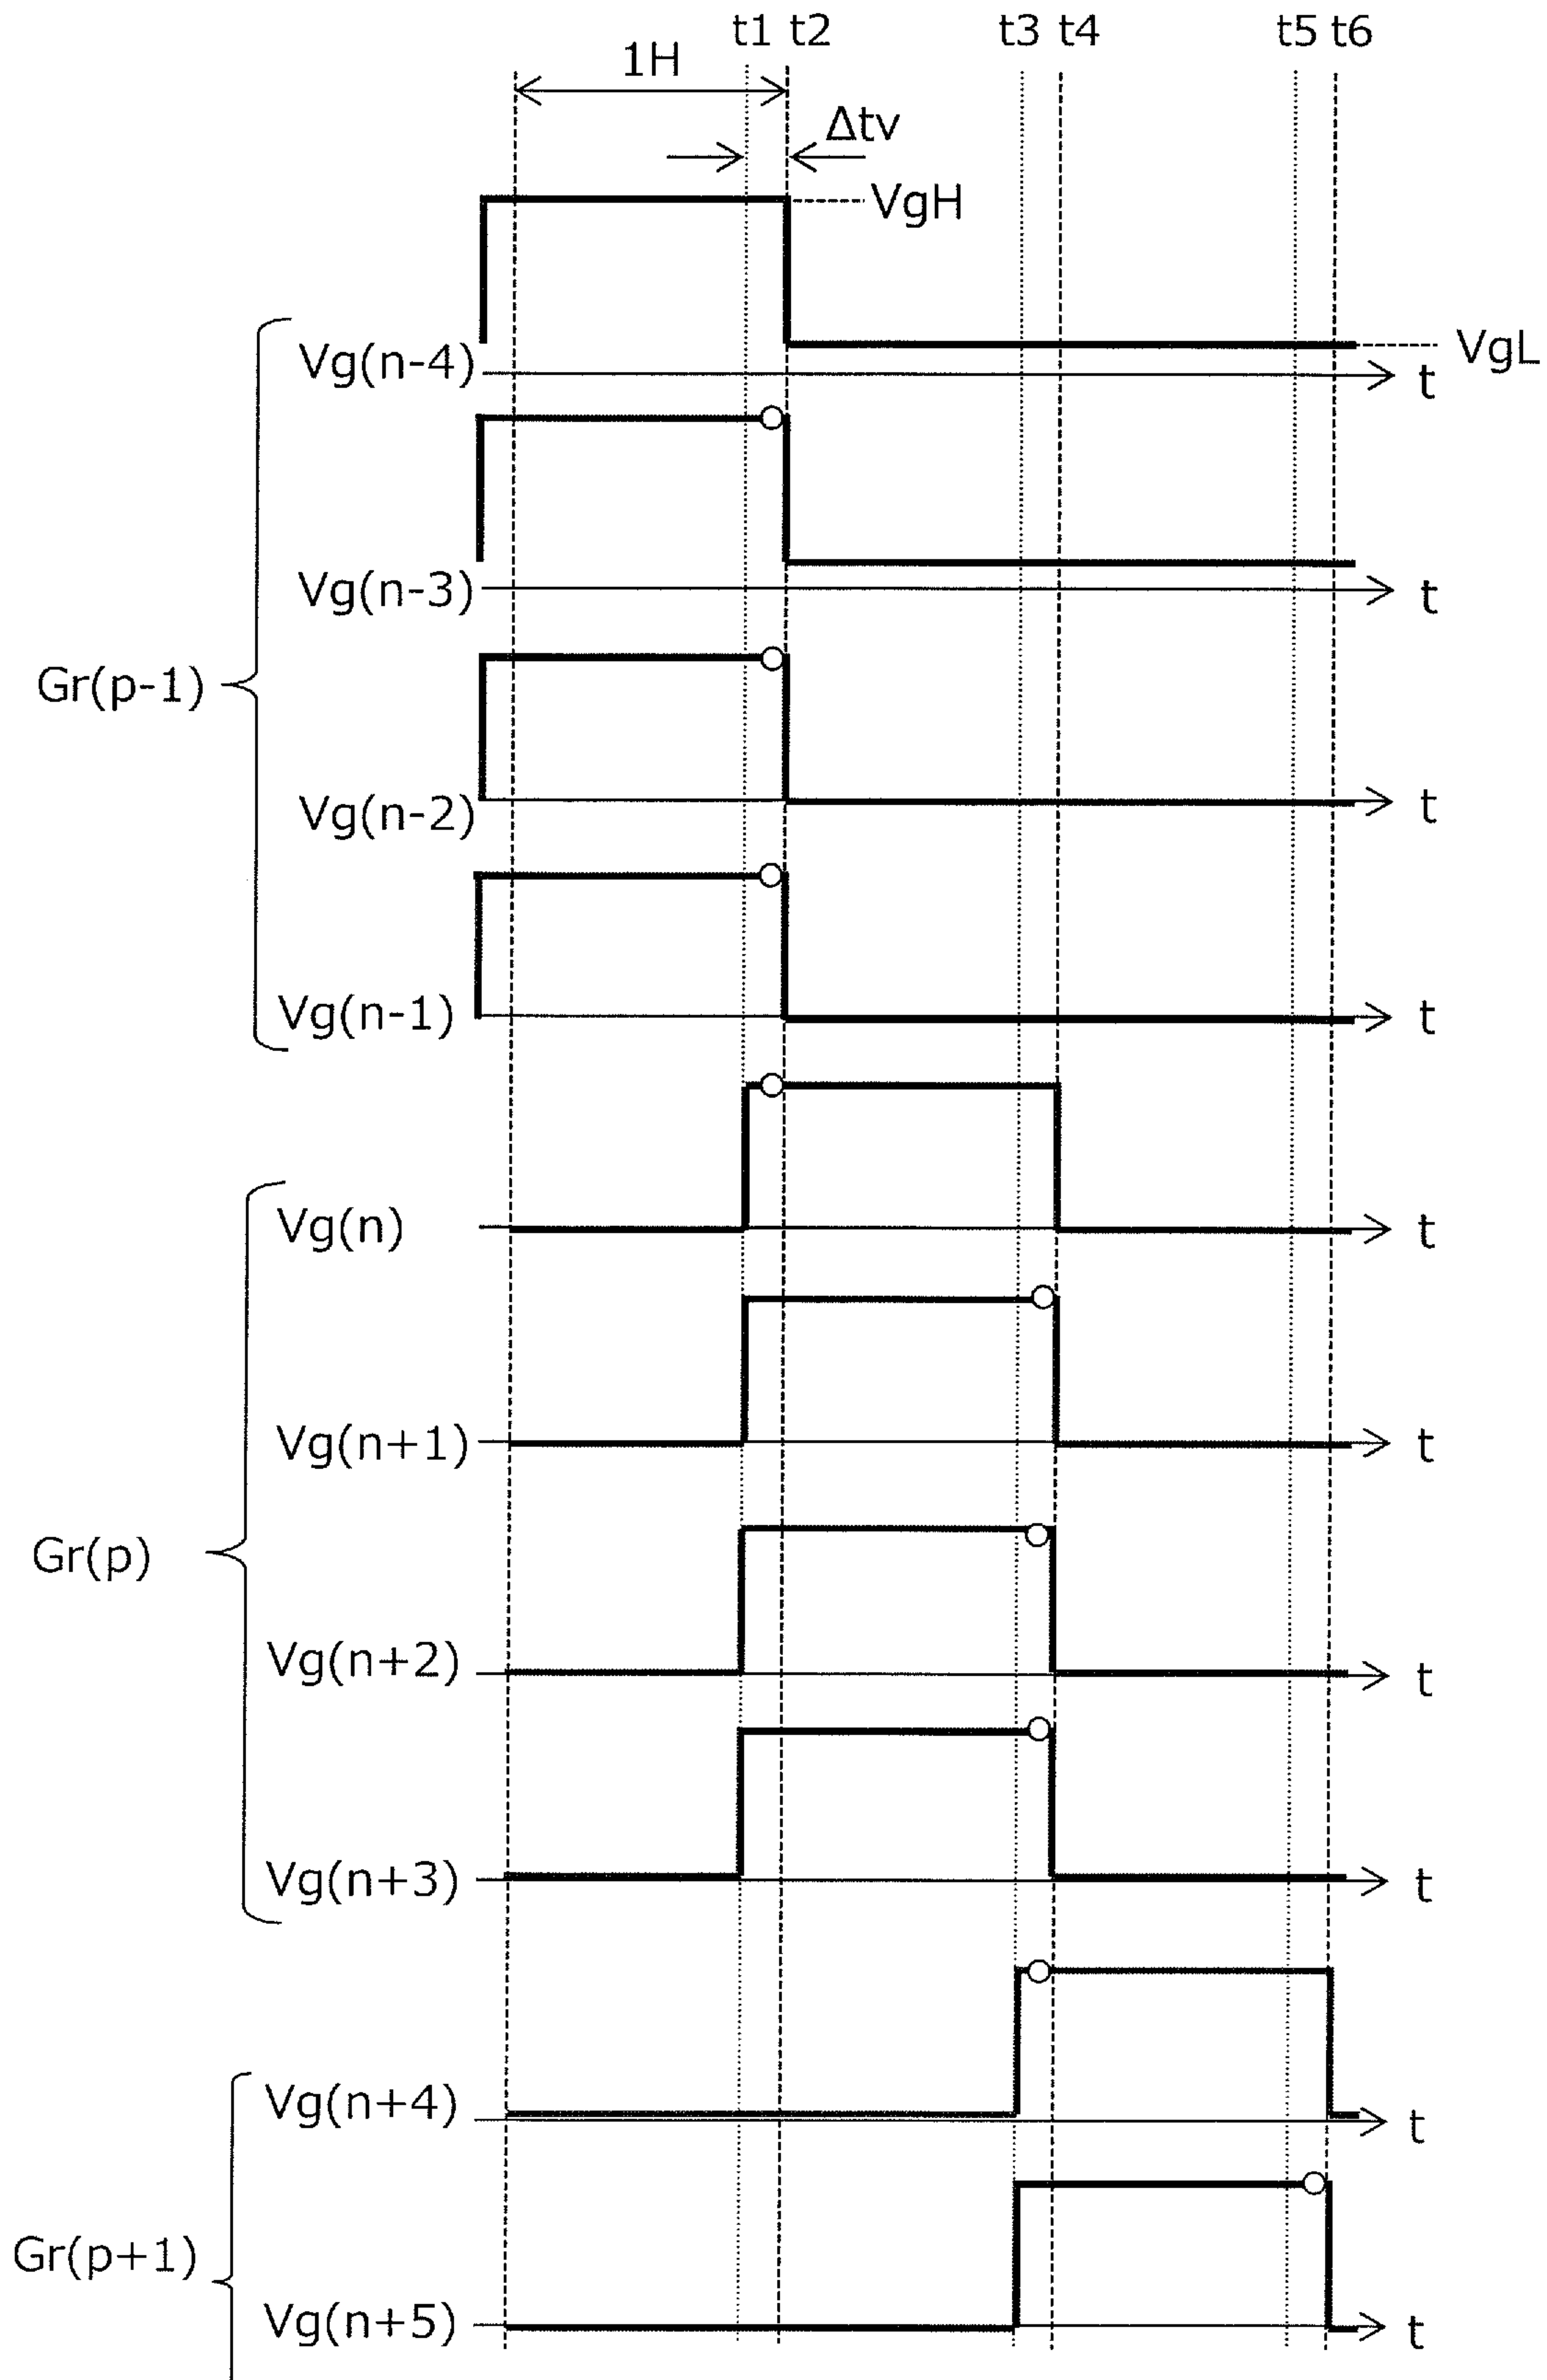 t1 t2 t3 t4 t5 t6
1H
Δtv
VgH
Vg(n-4)
VgL
t
Vg(n-3)
t
Gr(p-1)
Vg(n-2)
t
Vg(n-1)
t
Vg(n)
t
Vg(n+1)
t
Gr(p)
Vg(n+2)
t
Vg(n+3)
t
Vg(n+4)
t
Gr(p+1)
Vg(n+5)
t